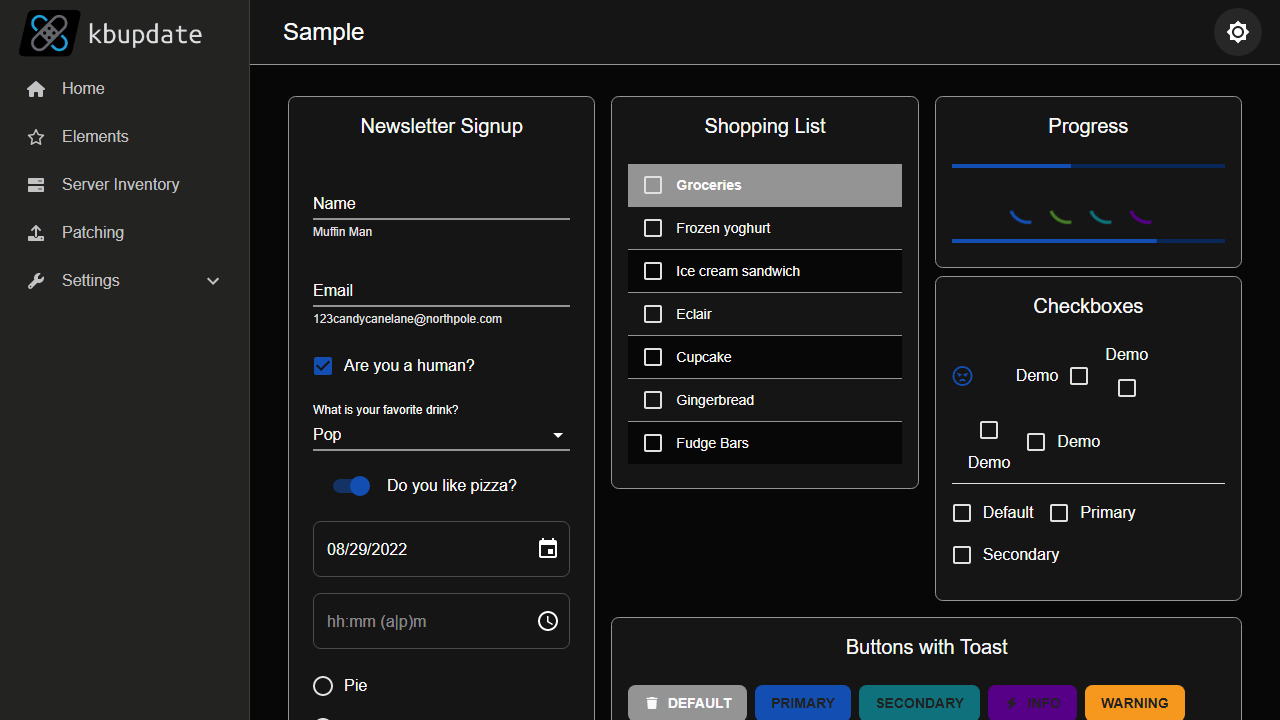 kbupdate
Home
Elements
Server Inventory
Patching
Settings
Sample
Newsletter Signup
Name
Muffin Man
Email
123candycanelane@northpole.com
Are you a human?
What is your favorite drink?
Pop
Do you like pizza?
08/29/2022
hh:mm (a|p)m
Pie
Shopping List
Groceries
Frozen yoghurt
Ice cream sandwich
Eclair
Cupcake
Gingerbread
Fudge Bars
Progress
Checkboxes
Demo
Demo
Demo
Demo
Default
Primary
Secondary
Buttons with Toast
DEFAULT
PRIMARY
SECONDARY
INFO
WARNING